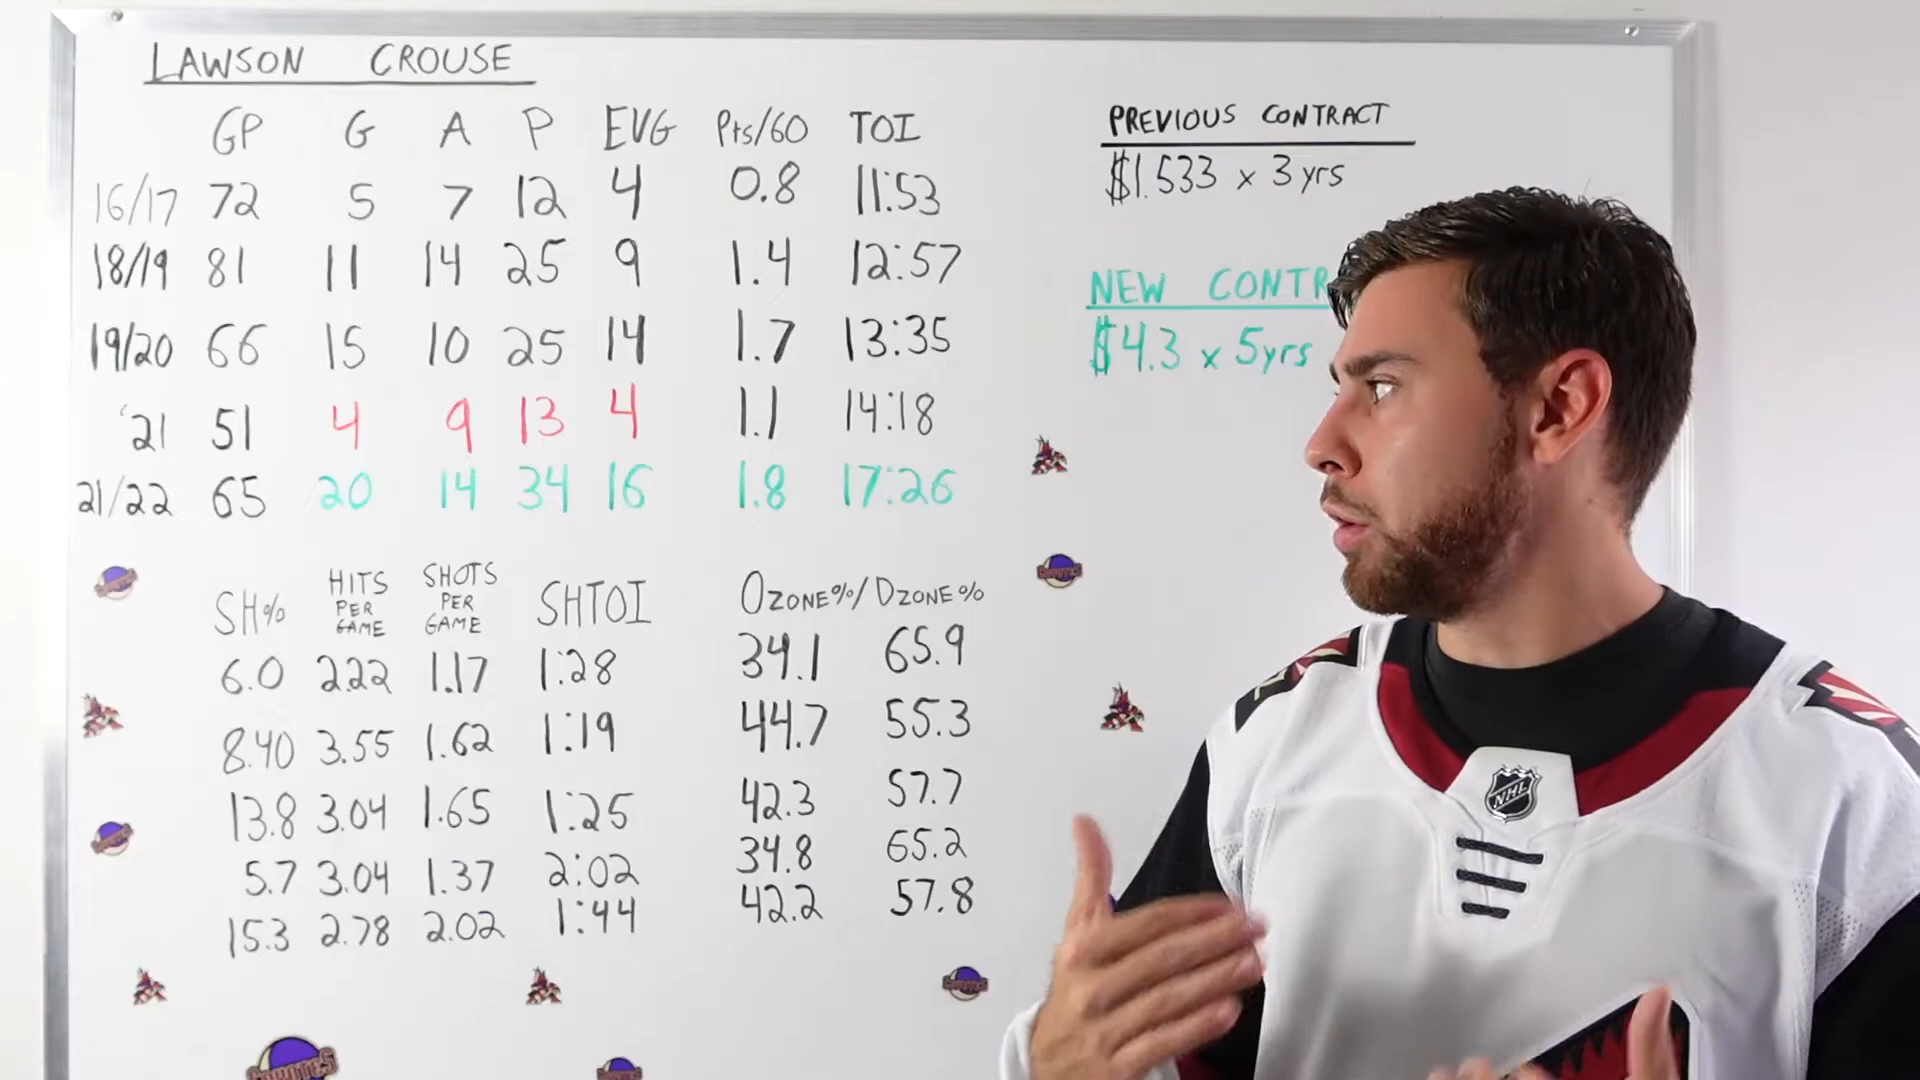 LAWSON CROUSE
GP G A P EVG Pts/60 TOI
16/17 72 5 7 12 4 0.8 11:53
18/19 81 11 14 25 9 1.4 12:57
19/20 66 15 10 25 14 1.7 13:35
'21 51 4 9 13 4 1.1 14:18
21/22 65 20 14 34 16 1.8 17:26
SH% HITS PER GAME SHOTS PER GAME SHTOI OZONE%/DZONE%
6.0 2.22 1.17 1:28 34.1 65.9
8.40 3.55 1.62 1:19 44.7 55.3
13.8 3.04 1.65 1:25 42.3 57.7
5.7 3.04 1.37 2:02 34.8 65.2
15.3 2.78 2.02 1:44 42.2 57.8
PREVIOUS CONTRACT
$1.533 x 3yrs
NEW CONTR
$4.3 x 5yrs
COYOTES
COYOTES
COYOTES
COYOTES
COYOTES
NHL